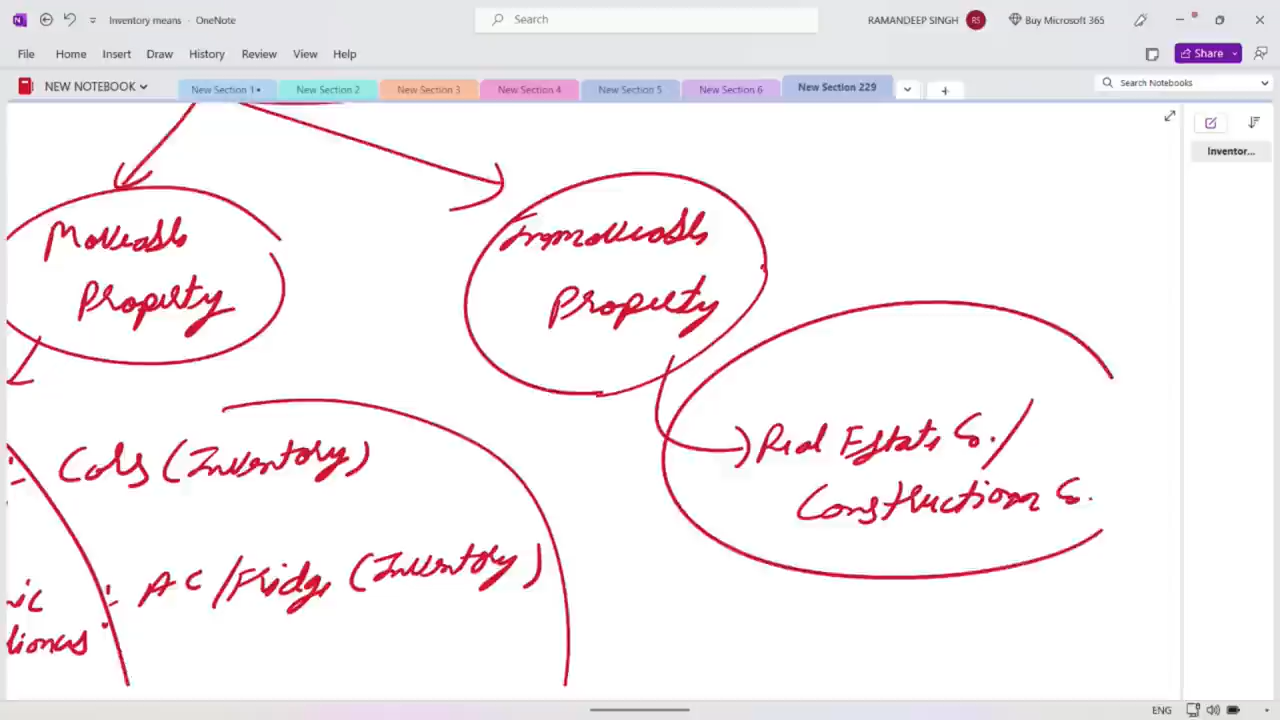 Inventory means - OneNote
Search
RAMANDEEP SINGH
RS
Buy Microsoft 365
File Home Insert Draw History Review View Help
Share
NEW NOTEBOOK
New Section 1
New Section 2
New Section 3
New Section 4
New Section 5
New Section 6
New Section 229
Search Notebooks
Inventor...
Moveable
Property
Immoveable
Property
Real Estate Co. /
Construction Co.
Cars (Inventory)
AC / Fridge (Inventory)
ENG